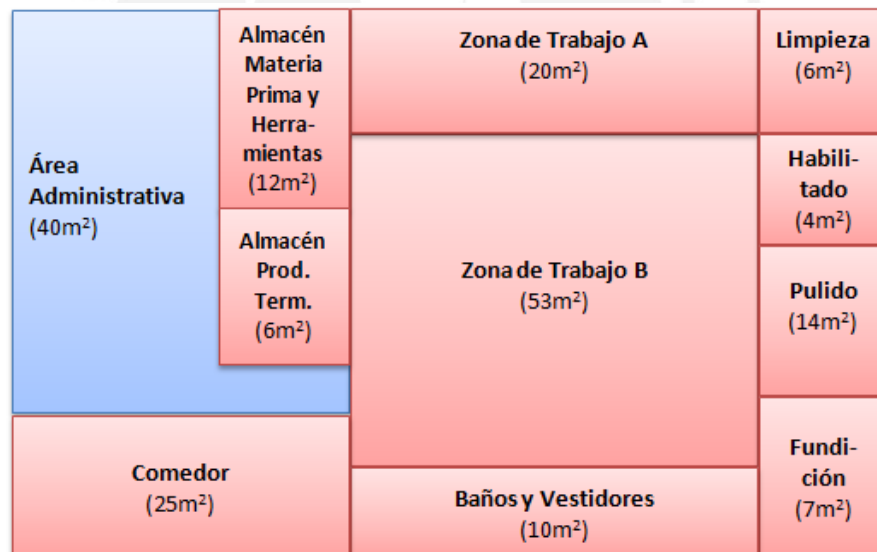 Área
Administrativa
(40m²)
Almacén
Materia
Prima y
Herra-
mientas
(12m²)
Almacén
Prod.
Term.
(6m²)
Comedor
(25m²)
Zona de Trabajo A
(20m²)
Zona de Trabajo B
(53m²)
Baños y Vestidores
(10m²)
Limpieza
(6m²)
Habili-
tado
(4m²)
Pulido
(14m²)
Fundi-
ción
(7m²)